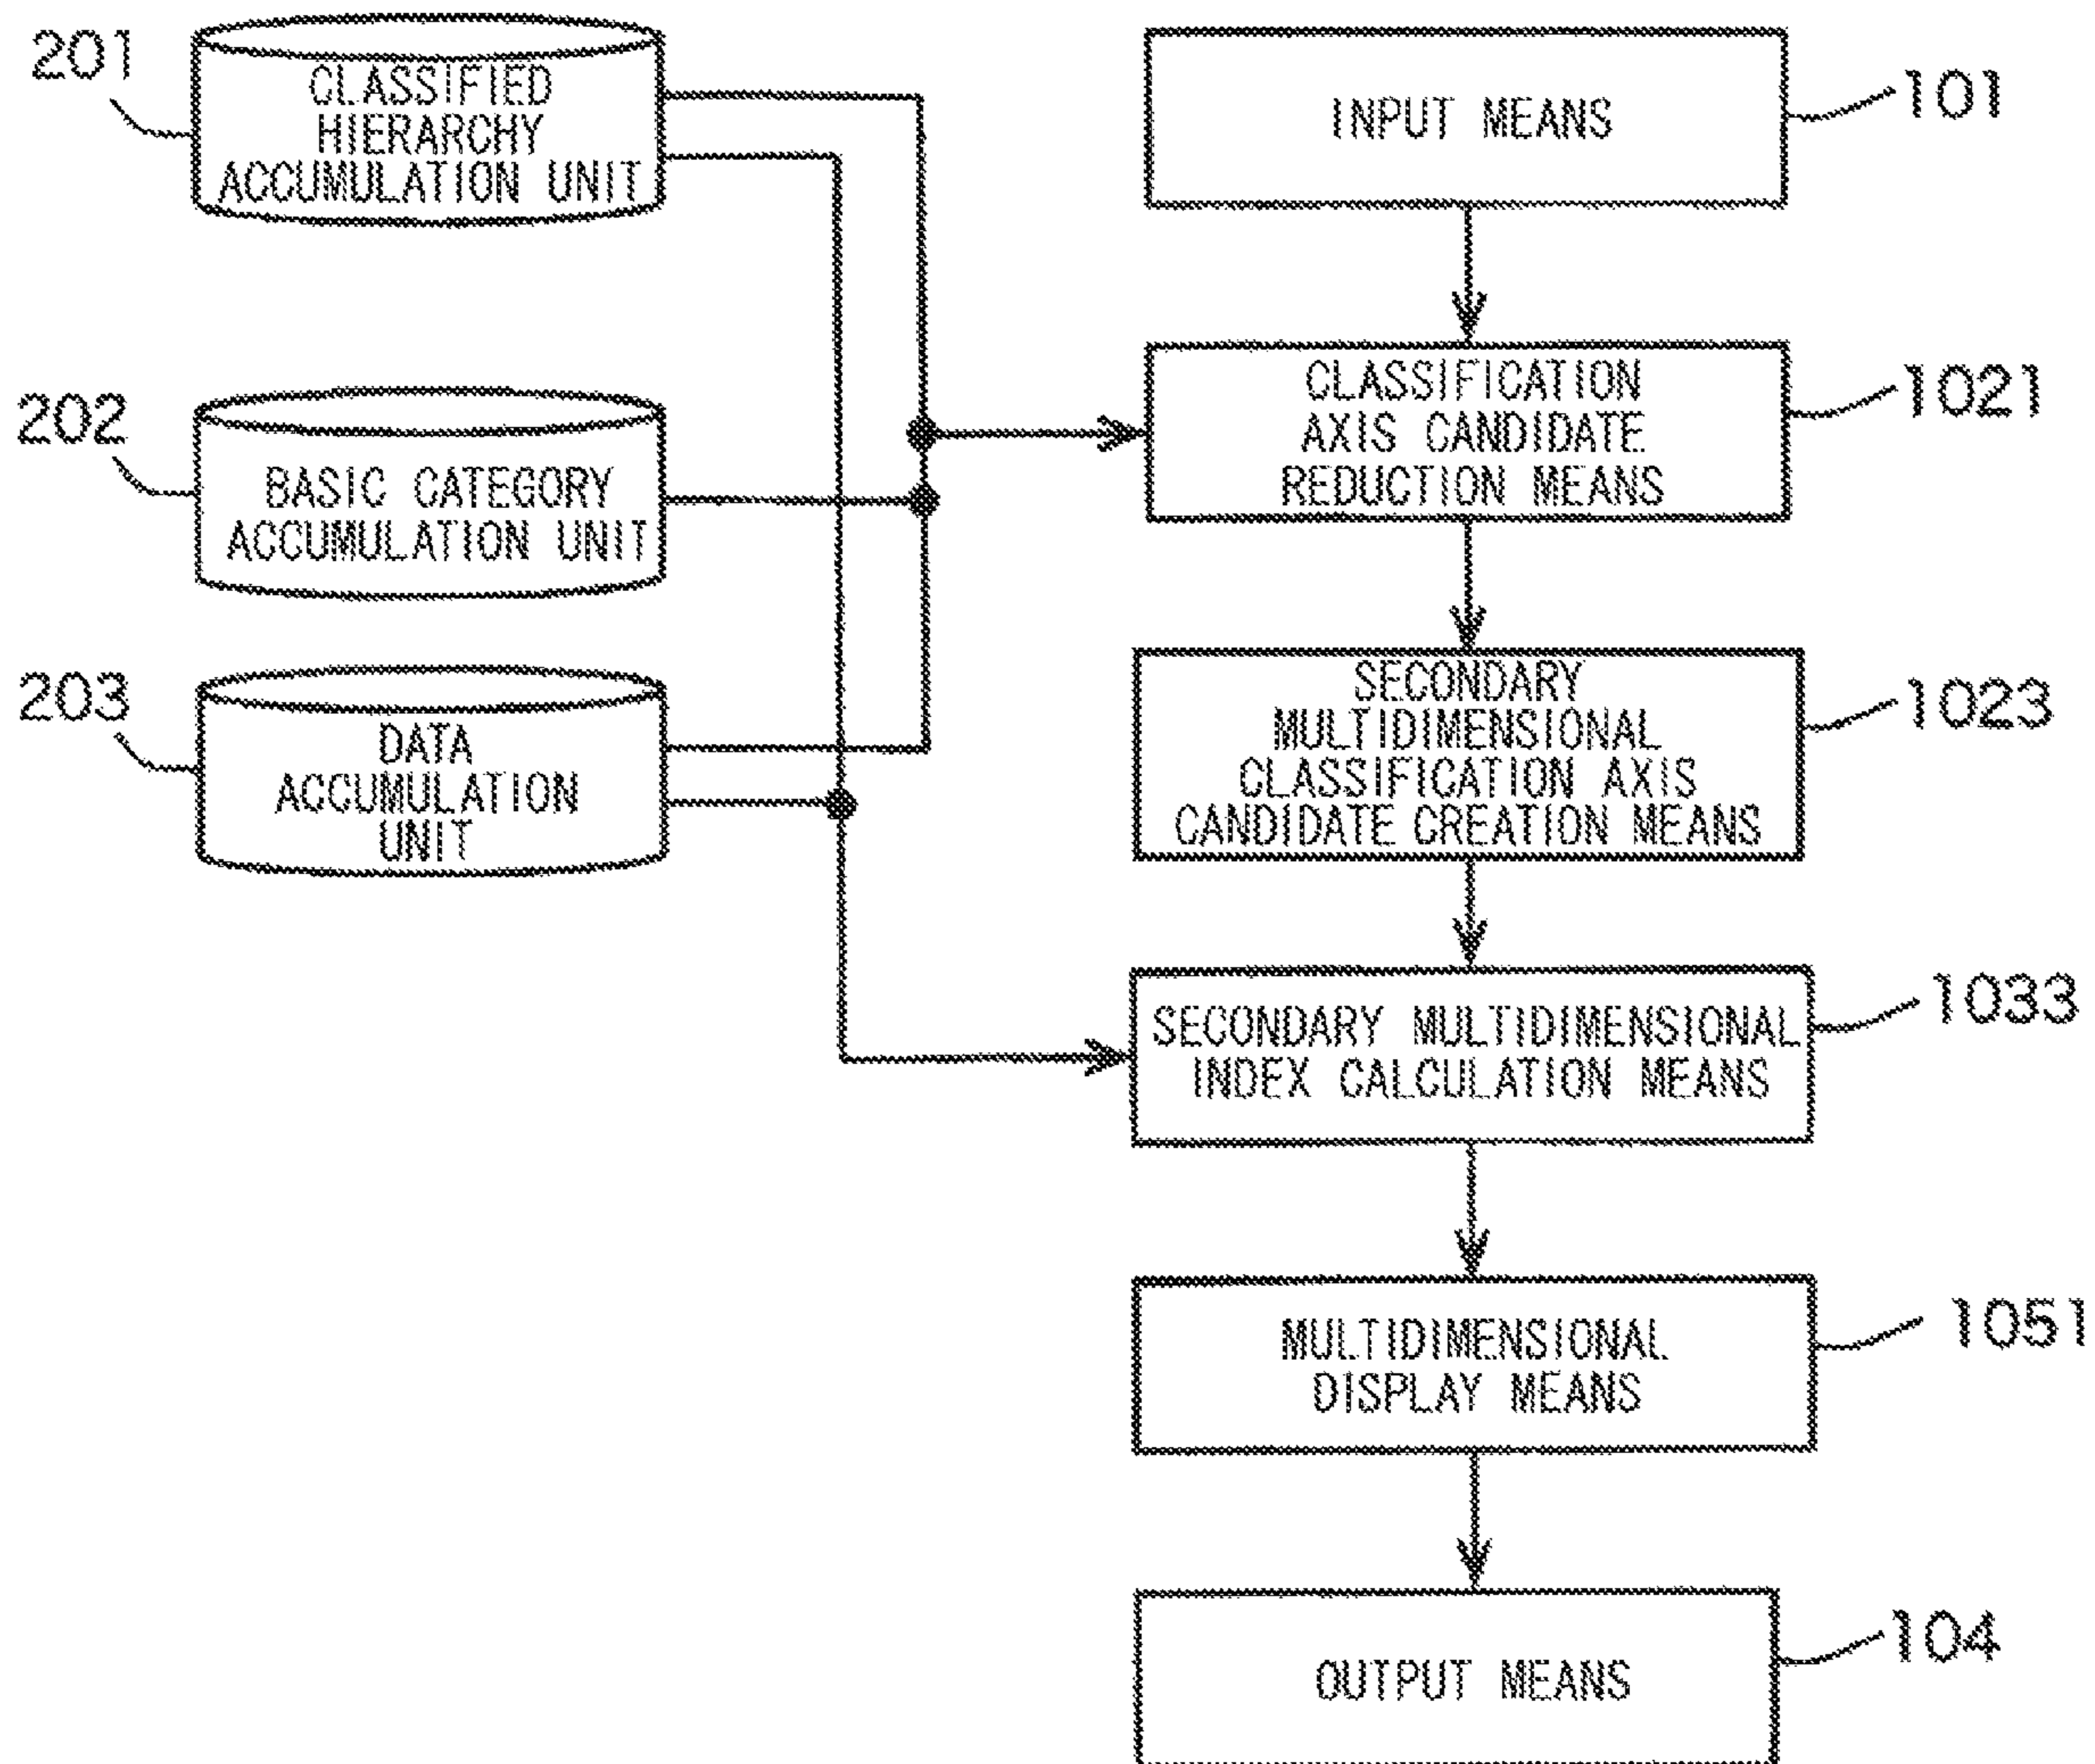 201
CLASSIFIED
HIERARCHY
ACCUMULATION UNIT
INPUT MEANS
101
202
BASIC CATEGORY
ACCUMULATION UNIT
CLASSIFICATION
AXIS CANDIDATE
REDUCTION MEANS
1021
203
DATA
ACCUMULATION
UNIT
SECONDARY
MULTIDIMENSIONAL
CLASSIFICATION AXIS
CANDIDATE CREATION MEANS
1023
SECONDARY MULTIDIMENSIONAL
INDEX CALCULATION MEANS
1033
MULTIDIMENSIONAL
DISPLAY MEANS
1051
OUTPUT MEANS
104